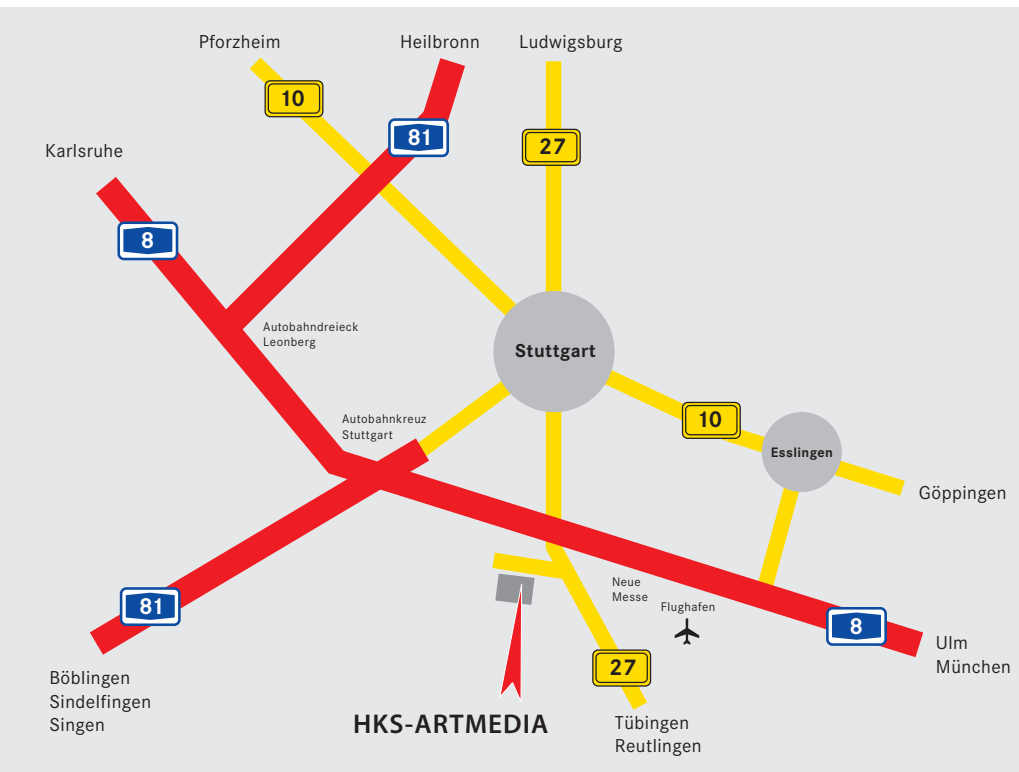 Pforzheim
Heilbronn
Ludwigsburg
10
81
27
Karlsruhe
8
Autobahndreieck
Leonberg
Stuttgart
Autobahnkreuz
Stuttgart
10
Esslingen
Göppingen
Neue
Messe
Flughafen
81
8
Ulm
München
27
Böblingen
Sindelfingen
Singen
HKS-ARTMEDIA
Tübingen
Reutlingen